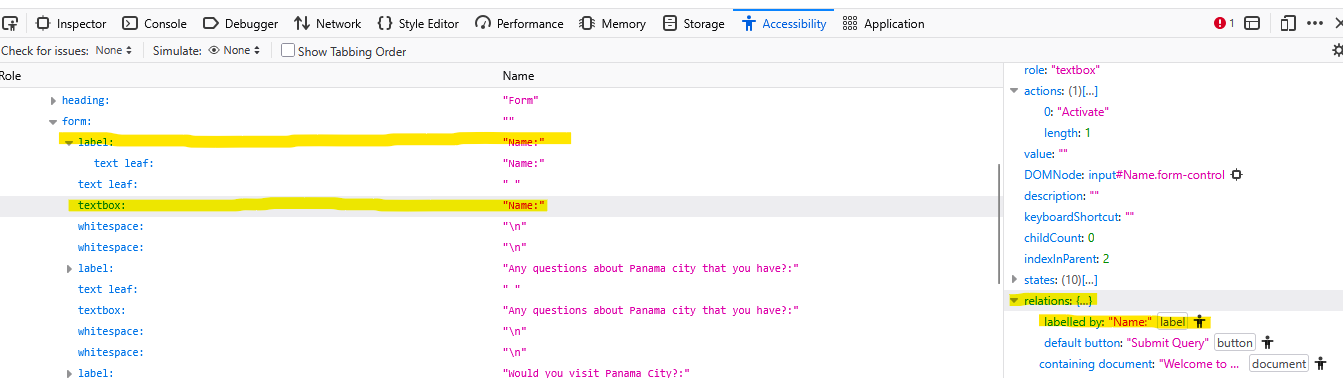 Inspector Console Debugger Network Style Editor Performance Memory Storage Accessibility Application 1
Check for issues: None Simulate: None Show Tabbing Order
Role Name
heading: "Form"
form: ""
label: "Name:"
text leaf: "Name:"
text leaf: " "
textbox: "Name:"
whitespace: "\n"
whitespace: "\n"
label: "Any questions about Panama city that you have?:"
text leaf: " "
textbox: "Any questions about Panama city that you have?:"
whitespace: "\n"
whitespace: "\n"
label: "Would you visit Panama City?:"
role: "textbox"
actions: (1)[…]
0: "Activate"
length: 1
value: ""
DOMNode: input#Name.form-control
description: ""
keyboardShortcut: ""
childCount: 0
indexInParent: 2
states: (10)[…]
relations: {…}
labelled by: "Name:" label
default button: "Submit Query" button
containing document: "Welcome to … document